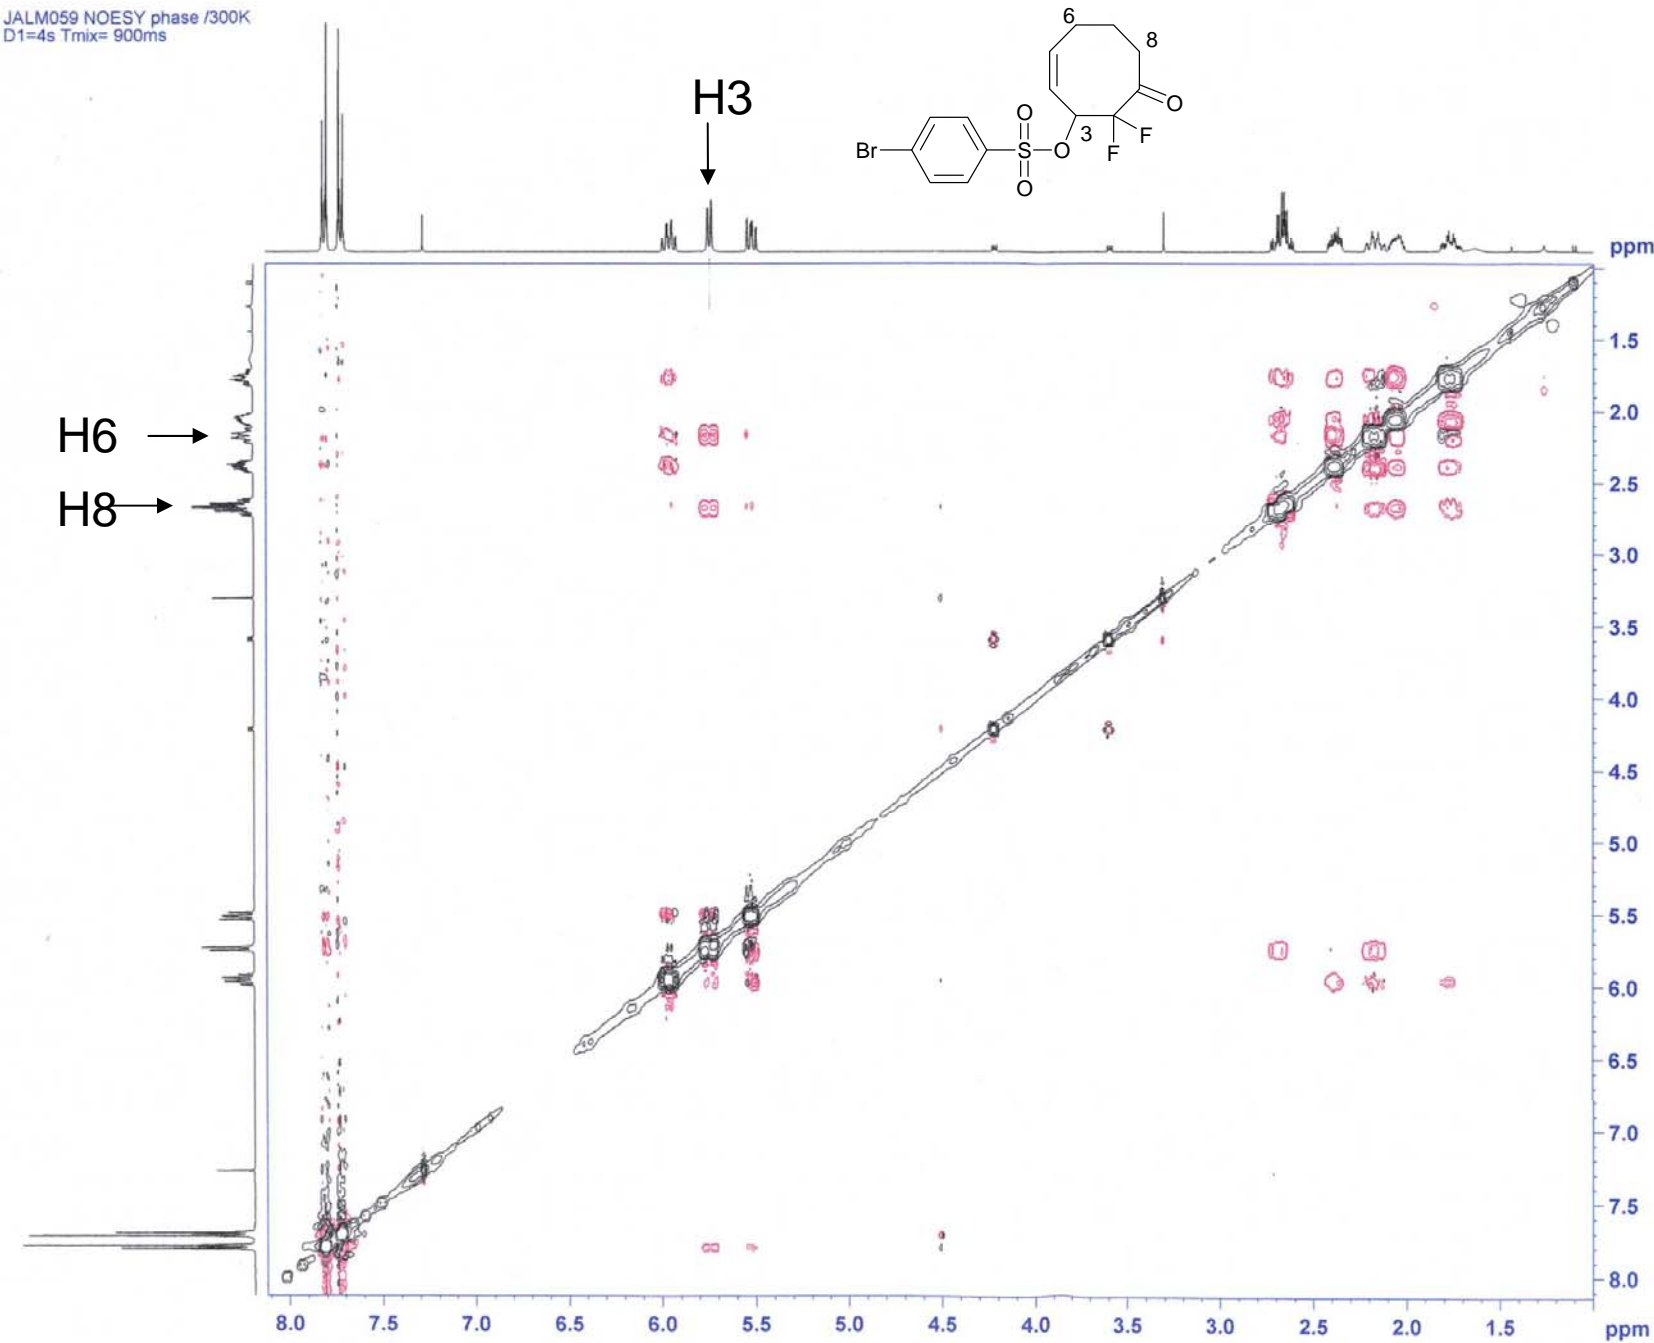 JALM059 NOESY phase /300K
D1=4s Tmix= 900ms
6
8
H3
O
O
Br
S
O
3
F
F
O
ppm
1.5
H6
2.0
H8
2.5
3.0
3.5
4.0
4.5
5.0
5.5
6.0
6.5
7.0
7.5
8.0
8.0 7.5 7.0 6.5 6.0 5.5 5.0 4.5 4.0 3.5 3.0 2.5 2.0 1.5 ppm